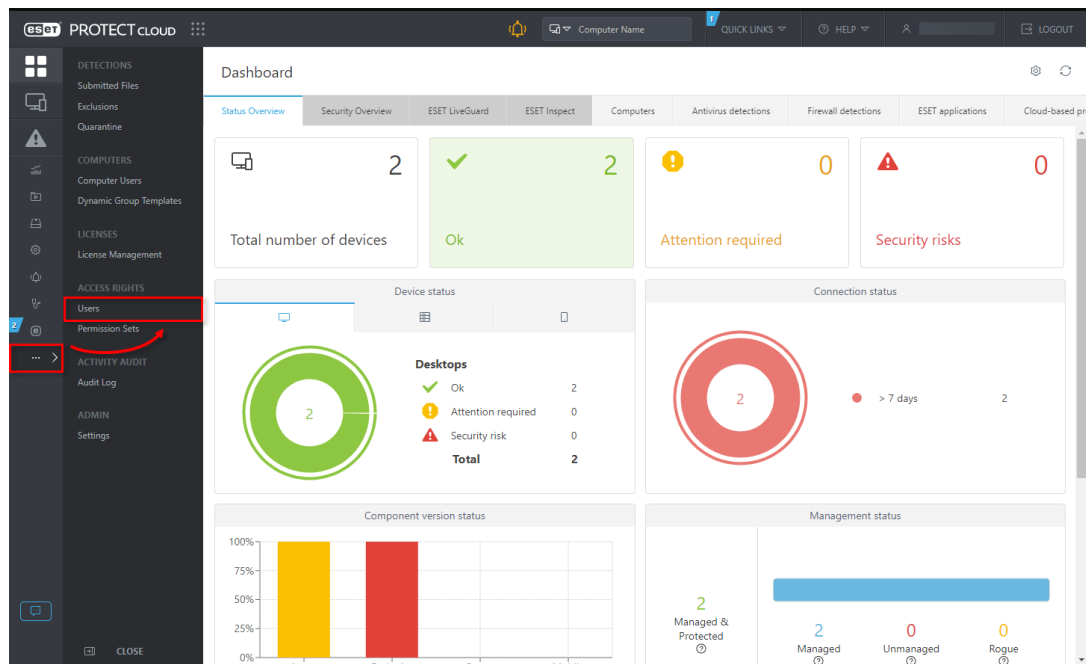 eset PROTECT CLOUD
Computer Name
1
QUICK LINKS
HELP
LOGOUT
DETECTIONS
Submitted Files
Exclusions
Quarantine
COMPUTERS
Computer Users
Dynamic Group Templates
LICENSES
License Management
ACCESS RIGHTS
Users
Permission Sets
2
ACTIVITY AUDIT
Audit Log
ADMIN
Settings
CLOSE
Dashboard
Status Overview
Security Overview
ESET LiveGuard
ESET Inspect
Computers
Antivirus detections
Firewall detections
ESET applications
Cloud-based pr
2
Total number of devices
2
Ok
0
Attention required
0
Security risks
Device status
2
Desktops
Ok 2
Attention required 0
Security risk 0
Total 2
Connection status
2
> 7 days 2
Component version status
100%
75%
50%
25%
0%
Management status
2
Managed &
Protected
2
Managed
0
Unmanaged
0
Rogue